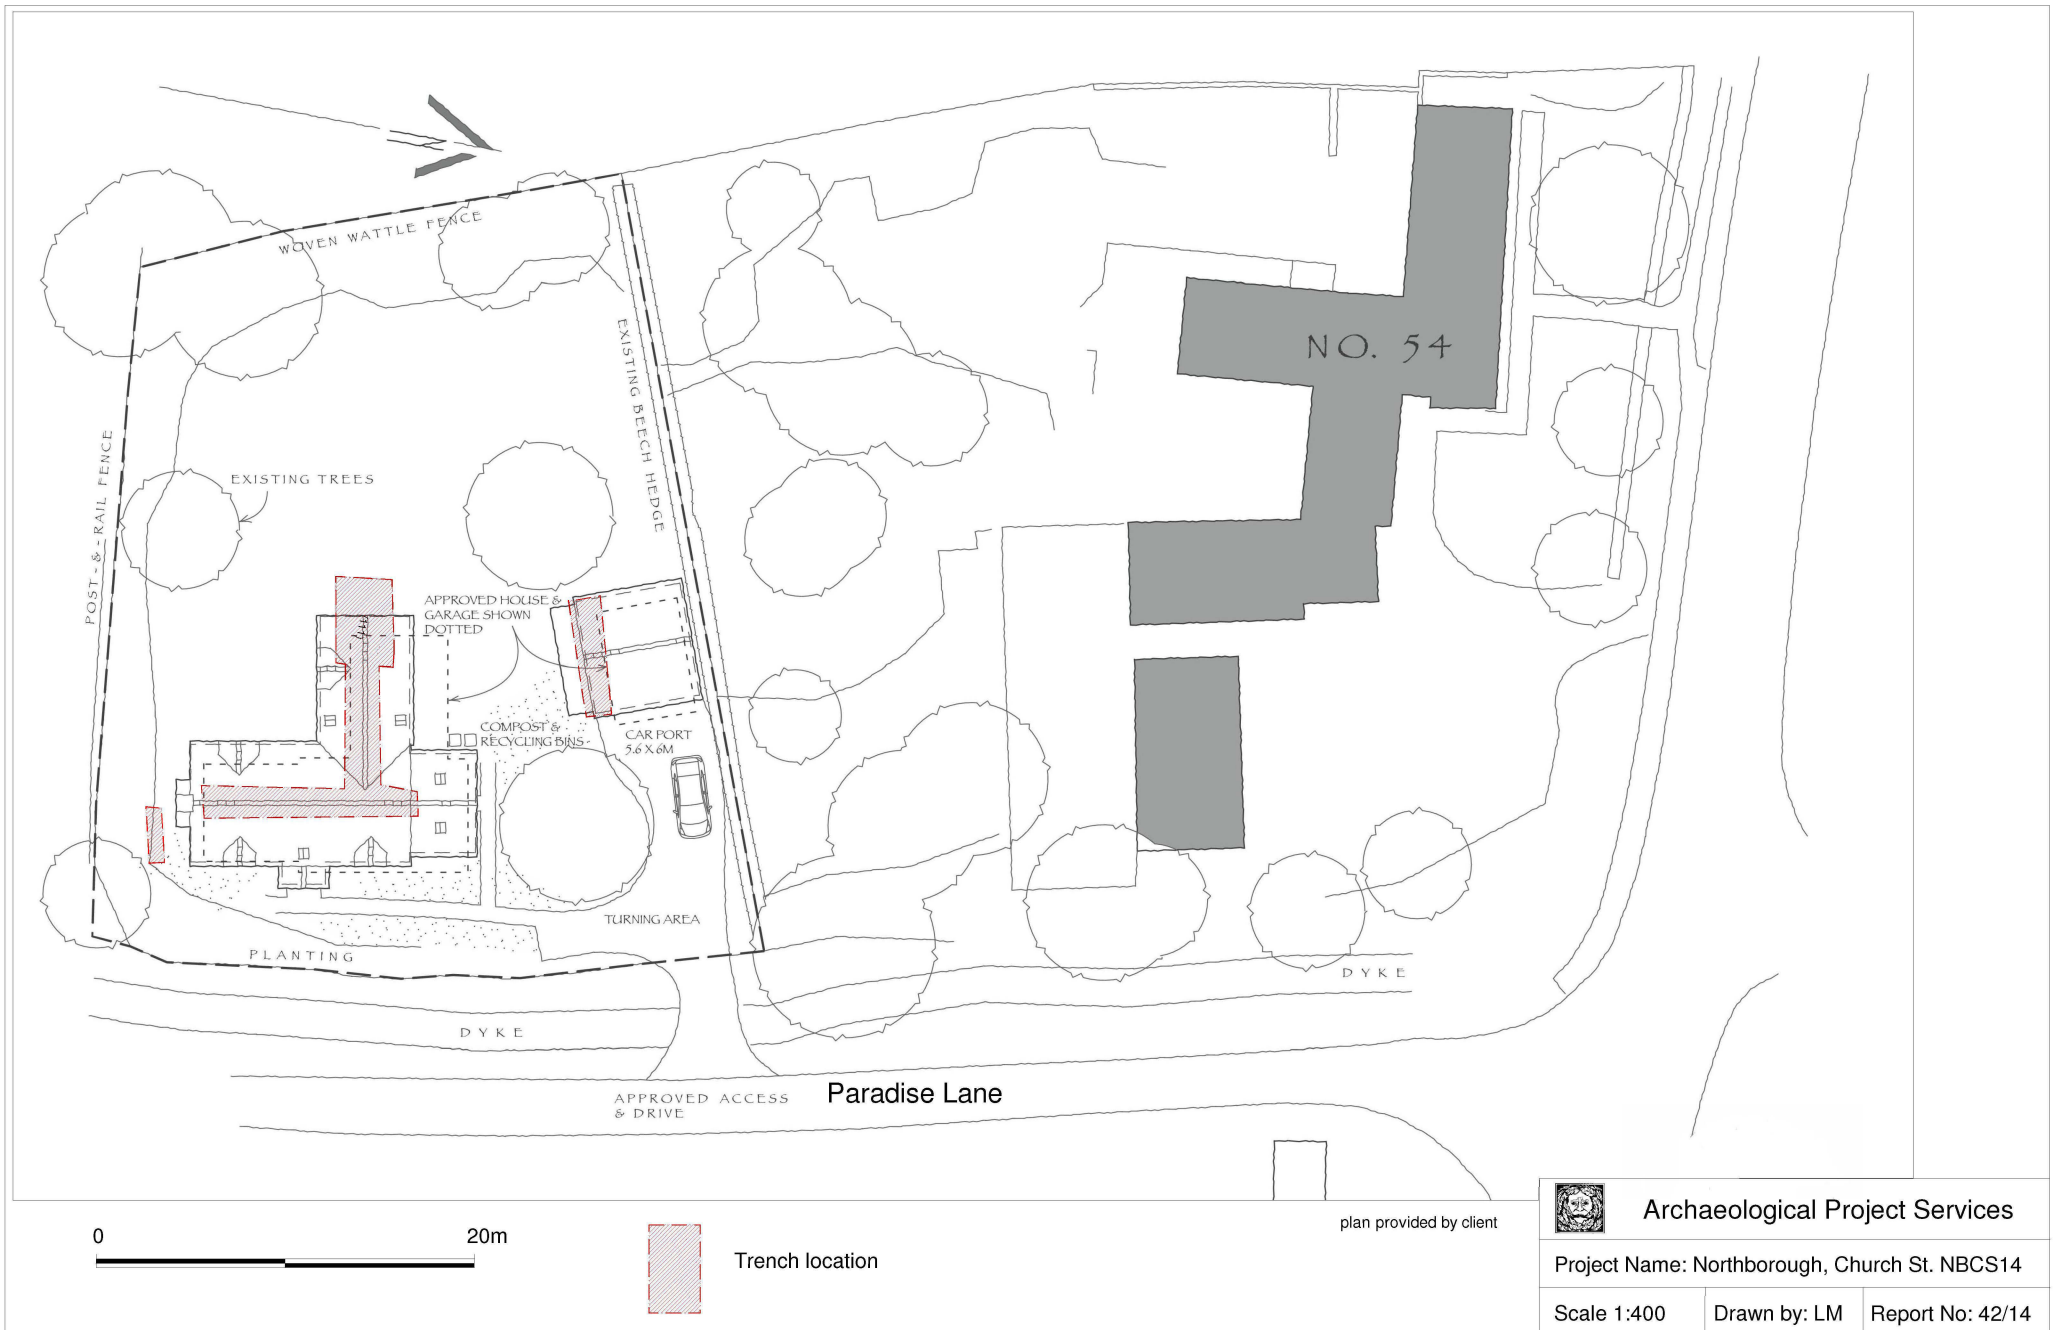 WOVEN WATTLE FENCE
EXISTING BEECH HEDGE
NO. 54
POST - & - RAIL FENCE
EXISTING TREES
APPROVED HOUSE &
GARAGE SHOWN
DOTTED
COMPOST &
RECYCLING BINS
CAR PORT
5.6 X 6M
TURNING AREA
PLANTING
DYKE
DYKE
APPROVED ACCESS
& DRIVE
Paradise Lane
0 20m
Trench location
plan provided by client
Archaeological Project Services
Project Name: Northborough, Church St. NBCS14
Scale 1:400
Drawn by: LM
Report No: 42/14